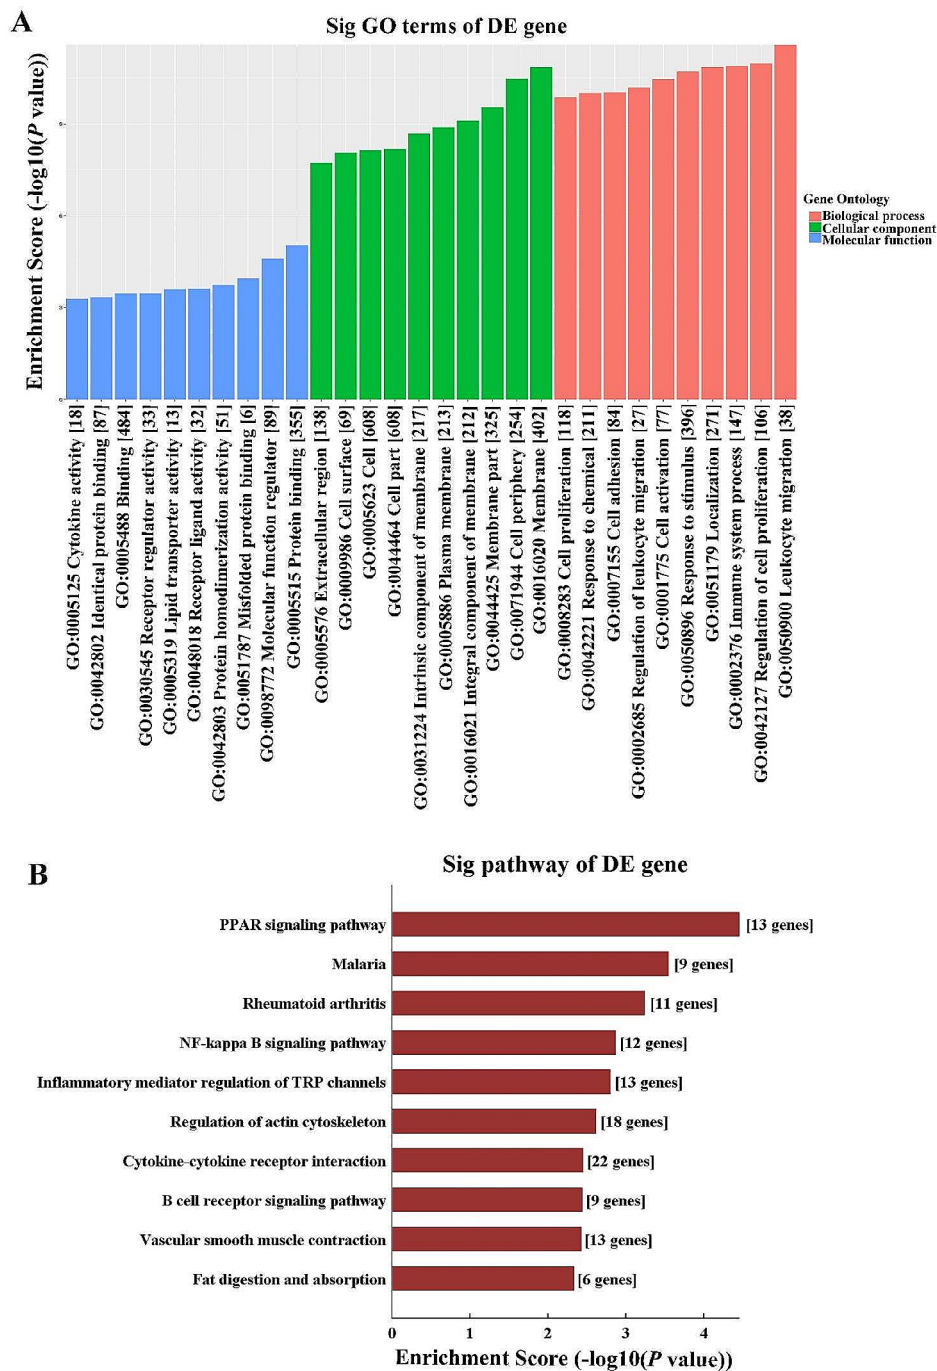 A
Sig GO terms of DE gene
Enrichment Score (-log10(P value))
9
6
3
0
Gene Ontology
Biological process
Cellular component
Molecular function
GO:0005125 Cytokine activity [18]
GO:0042802 Identical protein binding [87]
GO:0005488 Binding [484]
GO:0030545 Receptor regulator activity [33]
GO:0005319 Lipid transporter activity [13]
GO:0048018 Receptor ligand activity [32]
GO:0042803 Protein homodimerization activity [51]
GO:0051787 Misfolded protein binding [6]
GO:0098772 Molecular function regulator [89]
GO:0005515 Protein binding [355]
GO:0005576 Extracellular region [138]
GO:0009986 Cell surface [69]
GO:0005623 Cell [608]
GO:0044464 Cell part [608]
GO:0031224 Intrinsic component of membrane [217]
GO:0005886 Plasma membrane [213]
GO:0016021 Integral component of membrane [212]
GO:0044425 Membrane part [325]
GO:0071944 Cell periphery [254]
GO:0016020 Membrane [402]
GO:0008283 Cell proliferation [118]
GO:0042221 Response to chemical [211]
GO:0007155 Cell adhesion [84]
GO:0002685 Regulation of leukocyte migration [27]
GO:0001775 Cell activation [77]
GO:0050896 Response to stimulus [396]
GO:0051179 Localization [271]
GO:0002376 Immune system process [147]
GO:0042127 Regulation of cell proliferation [106]
GO:0050900 Leukocyte migration [38]
B
Sig pathway of DE gene
PPAR signaling pathway [13 genes]
Malaria [9 genes]
Rheumatoid arthritis [11 genes]
NF-kappa B signaling pathway [12 genes]
Inflammatory mediator regulation of TRP channels [13 genes]
Regulation of actin cytoskeleton [18 genes]
Cytokine-cytokine receptor interaction [22 genes]
B cell receptor signaling pathway [9 genes]
Vascular smooth muscle contraction [13 genes]
Fat digestion and absorption [6 genes]
0 1 2 3 4
Enrichment Score (-log10(P value))